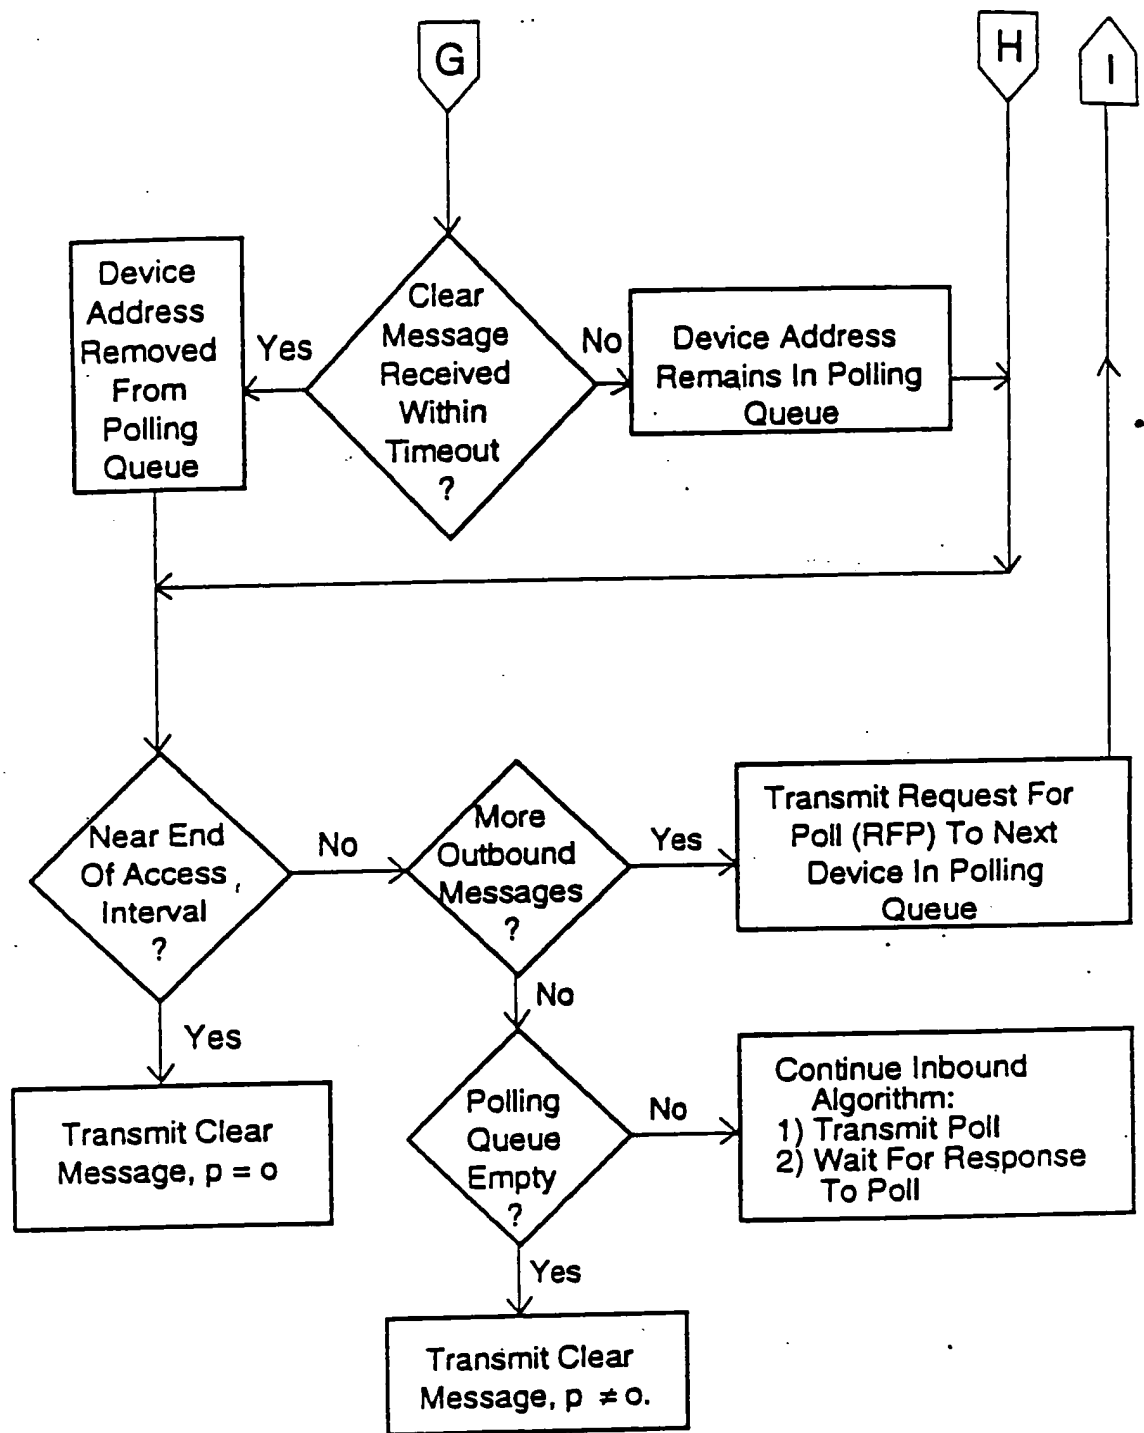 G
H
I
Device
Address
Removed
From
Polling
Queue
Yes
Clear
Message
Received
Within
Timeout
?
No
Device Address
Remains In Polling
Queue
Near End
Of Access
Interval
?
No
More
Outbound
Messages
?
Yes
Transmit Request For
Poll (RFP) To Next
Device In Polling
Queue
Yes
No
Transmit Clear
Message, p = o
Polling
Queue
Empty
?
No
Continue Inbound
Algorithm:
1) Transmit Poll
2) Wait For Response
To Poll
Yes
Transmit Clear
Message, p ≠ o.